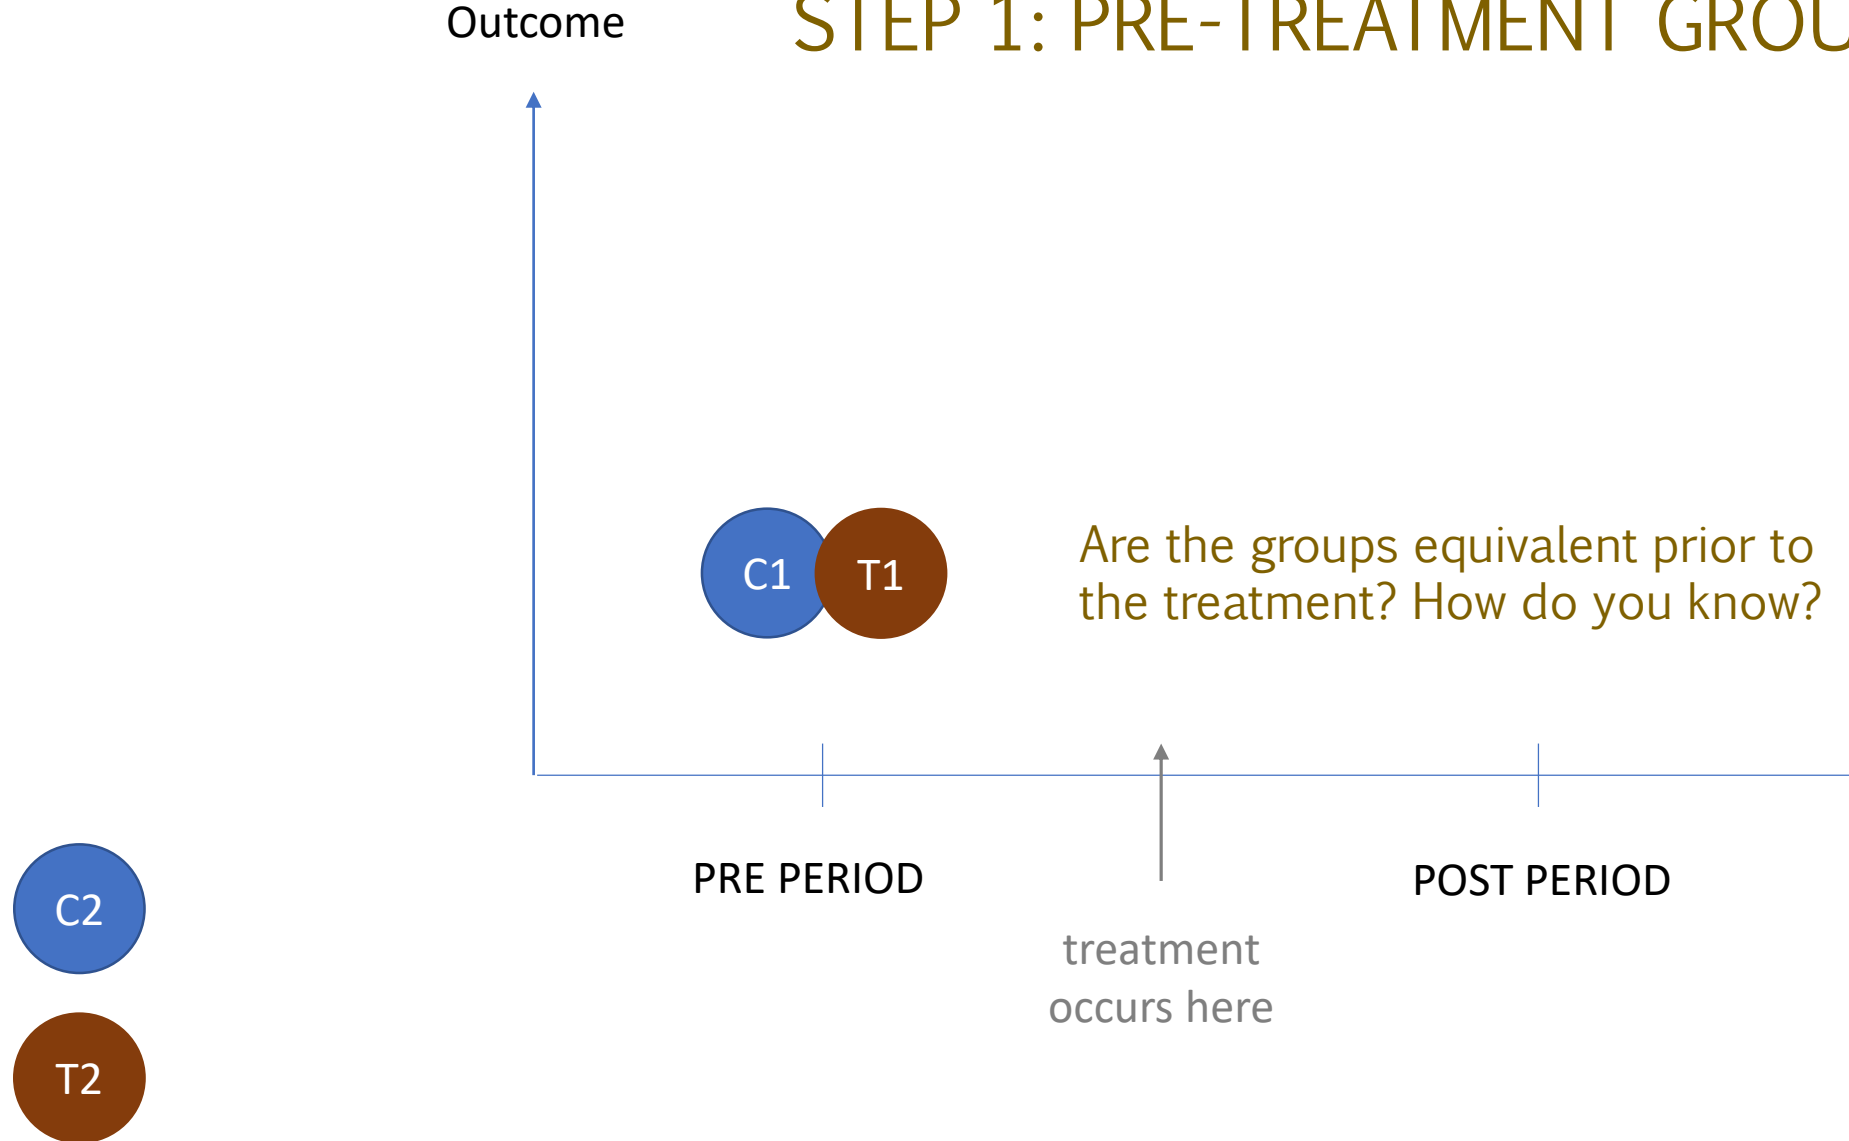 Outcome
STEP 1: PRE-TREATMENT GROU
C1
T1
Are the groups equivalent prior to
the treatment? How do you know?
PRE PERIOD
POST PERIOD
treatment
occurs here
C2
T2